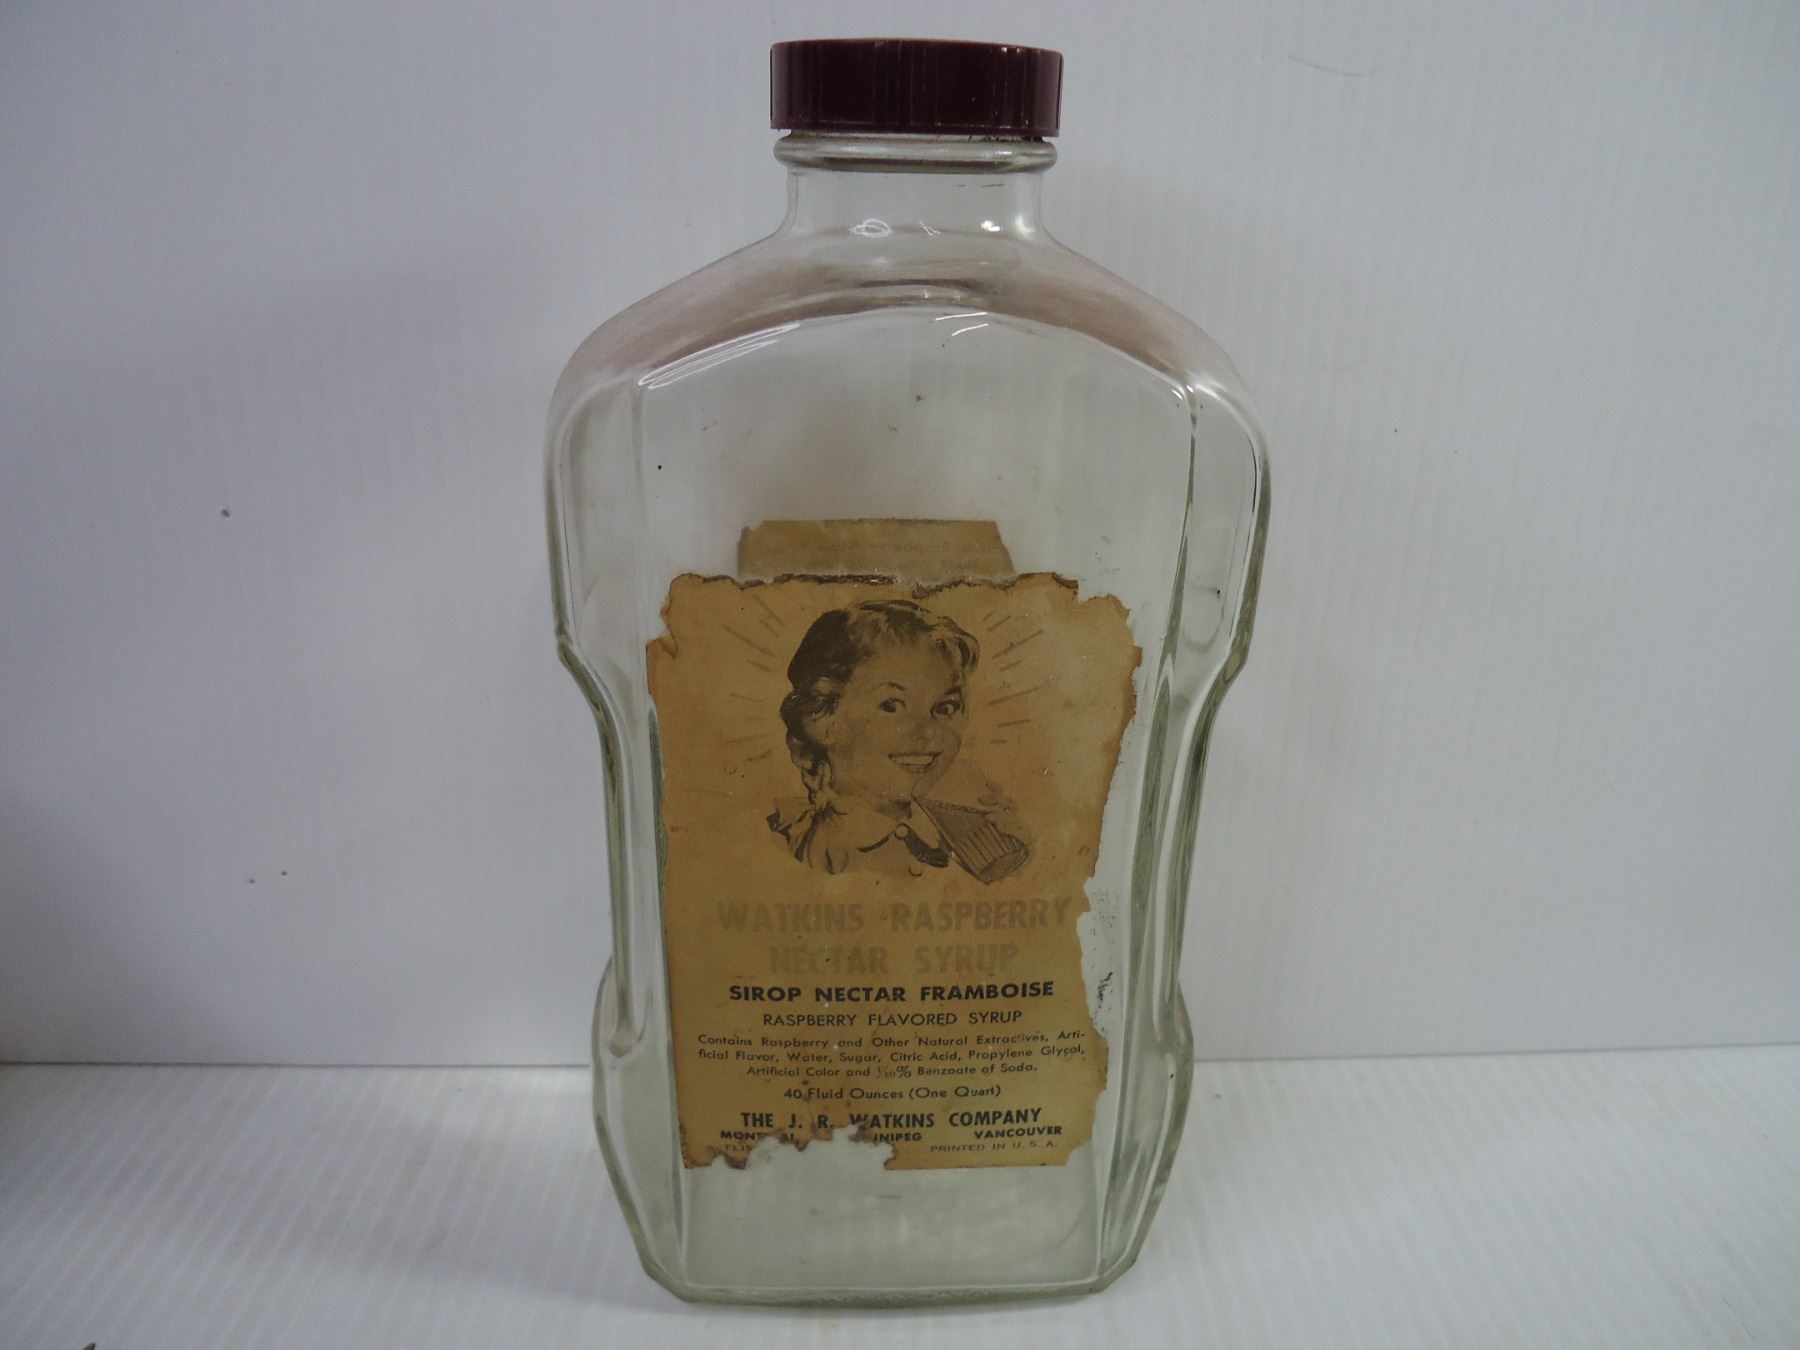 WATKINS RASPBERRY
NECTAR SYRUP
SIROP NECTAR FRAMBOISE
RASPBERRY FLAVORED SYRUP
Contains Raspberry and Other Natural Extractives, Arti-
ficial Flavor, Water, Sugar, Citric Acid, Propylene Glycol,
Artificial Color and 1/10% Benzoate of Soda.
40 Fluid Ounces (One Quart)
THE J. R. WATKINS COMPANY
VANCOUVER
PRINTED IN U. S. A.